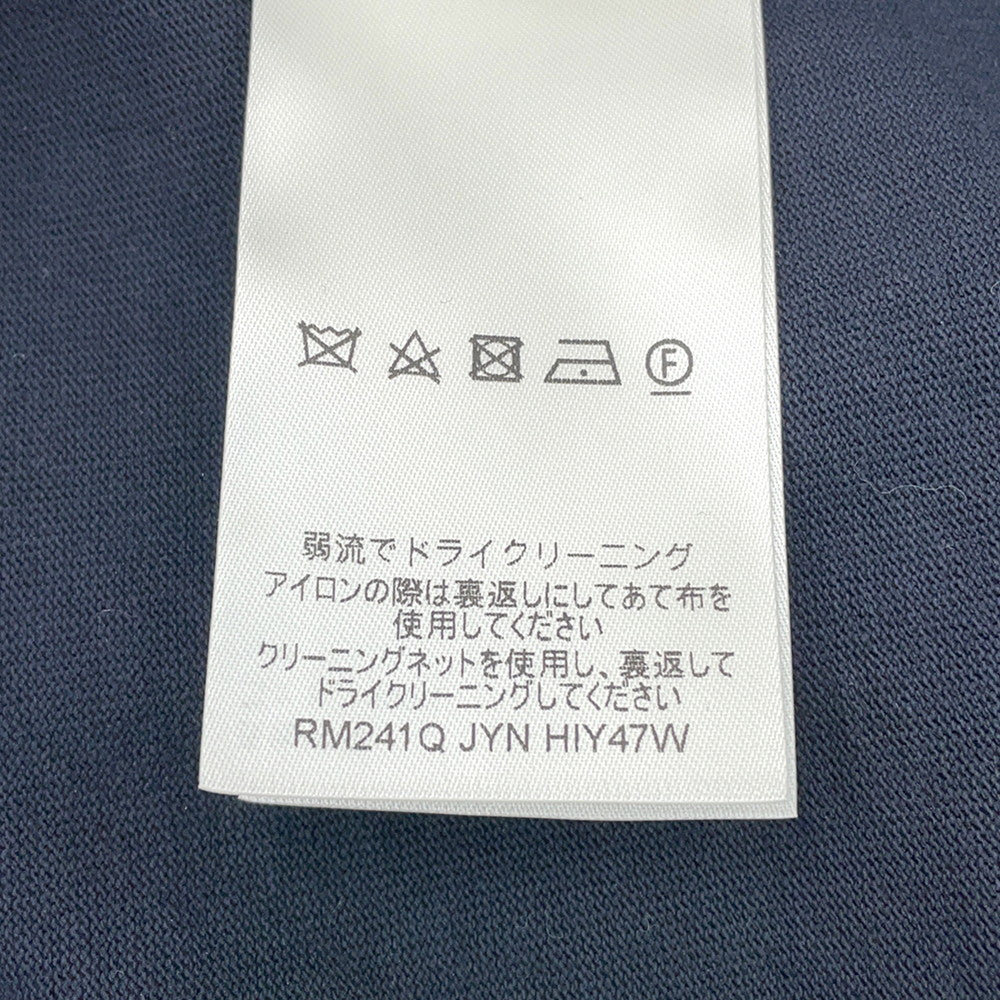 F
弱流でドライクリーニング
アイロンの際は裏返しにしてあて布を
使用してください
クリーニングネットを使用し、裏返して
ドライクリーニングしてください
RM241Q JYN HIY47W